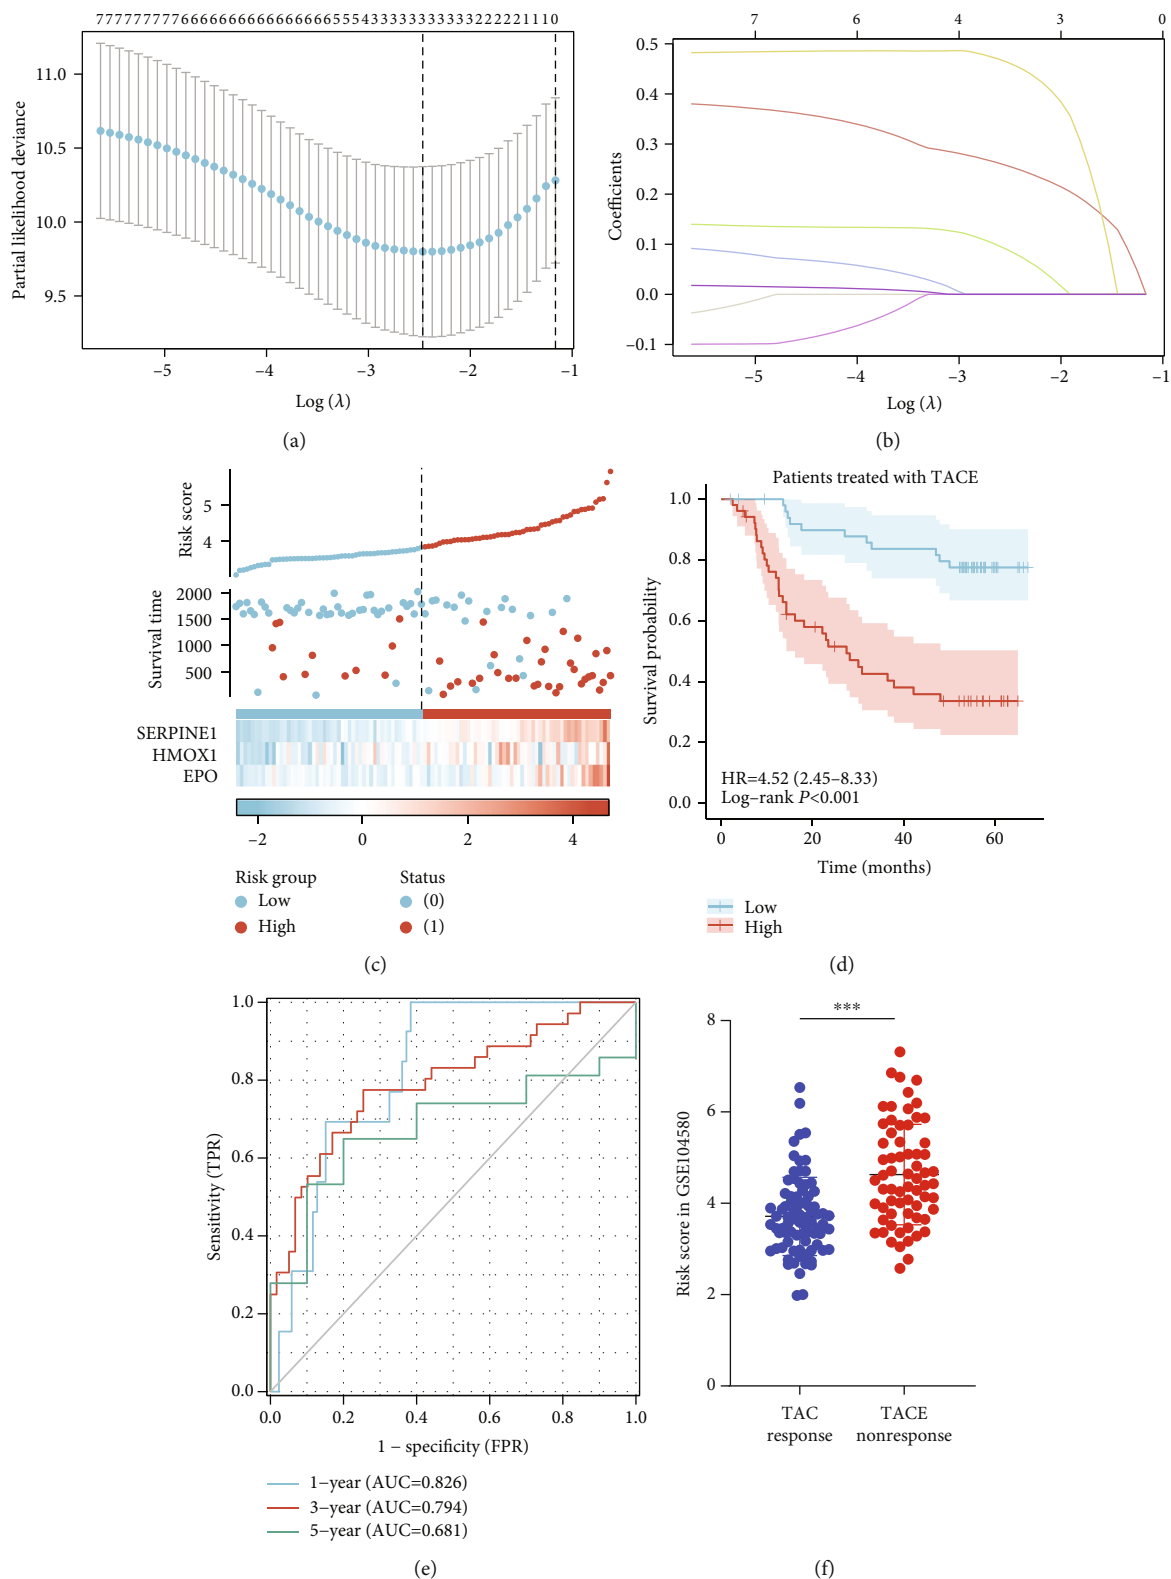 777777777666666666666666655554333333333322222111110
11.0
10.5
10.0
9.5
Partial likelihood deviance
−5
−4
−3
−2
−1
Log (λ)
(a)
7
6
4
3
0
0.5
0.4
0.3
0.2
0.1
0.0
−0.1
Coefficients
−5
−4
−3
−2
−1
Log (λ)
(b)
Risk score
5
4
Survival time
2000
1500
1000
500
SERPINE1
HMOX1
EPO
−2
0
2
4
Risk group
Low
High
Status
(0)
(1)
(c)
Patients treated with TACE
1.0
0.8
0.6
0.4
0.2
0.0
Survival probability
HR=4.52 (2.45–8.33)
Log–rank P<0.001
0
20
40
60
Time (months)
Low
High
(d)
1.0
0.8
0.6
0.4
0.2
0.0
Sensitivity (TPR)
0.0
0.2
0.4
0.6
0.8
1.0
1 − specificity (FPR)
1−year (AUC=0.826)
3−year (AUC=0.794)
5−year (AUC=0.681)
(e)
***
8
6
4
2
0
Risk score in GSE104580
TAC
response
TACE
nonresponse
(f)